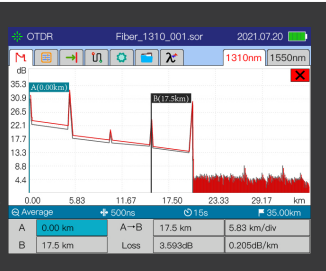 OTDR Fiber_1310_001.sor 2021.07.20
1310nm 1550nm
dB
35.3
30.9
26.5
22.1
17.7
13.3
8.8
4.4
A(0.00km)
B(17.5km)
0.00 5.83 11.67 17.50 23.33 29.17 km
Average 500ns 15s 35.00km
A 0.00 km A→B 17.5 km 5.83 km/div
B 17.5 km Loss 3.593dB 0.205dB/km